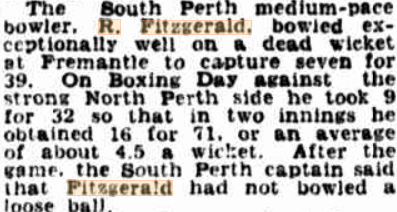 The South Perth medium-pace
bowler, R. Fitzgerald, bowled ex-
ceptionally well on a dead wicket
at Fremantle to capture seven for
39. On Boxing Day against the
strong North Perth side he took 9
for 32 so that in two innings he
obtained 16 for 71, or an average
of about 4.5 a wicket. After the
game, the South Perth captain said
that Fitzgerald had not bowled a
loose ball.